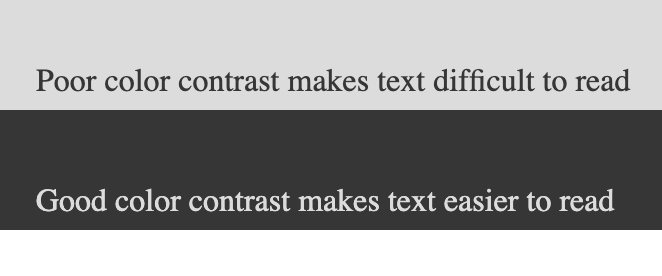 Poor color contrast makes text difficult to read
Good color contrast makes text easier to read